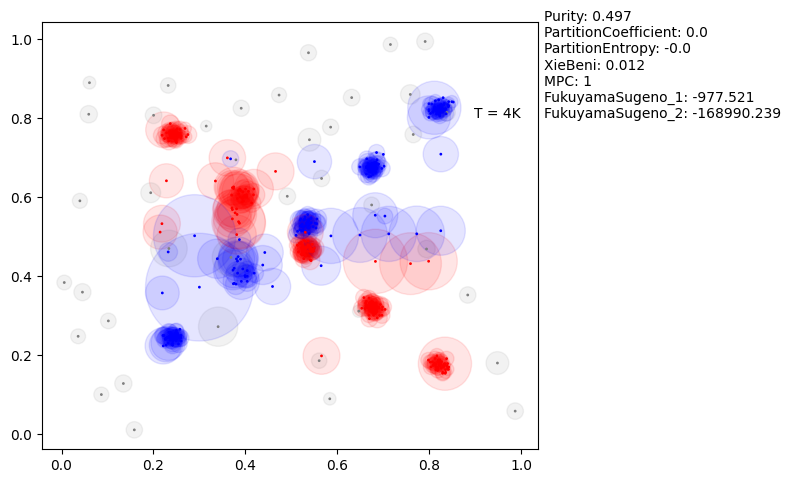 Purity: 0.497
PartitionCoefficient: 0.0
PartitionEntropy: -0.0
XieBeni: 0.012
MPC: 1
FukuyamaSugeno_1: -977.521
FukuyamaSugeno_2: -168990.239
T = 4K
1.0
0.8
0.6
0.4
0.2
0.0
0.0 0.2 0.4 0.6 0.8 1.0